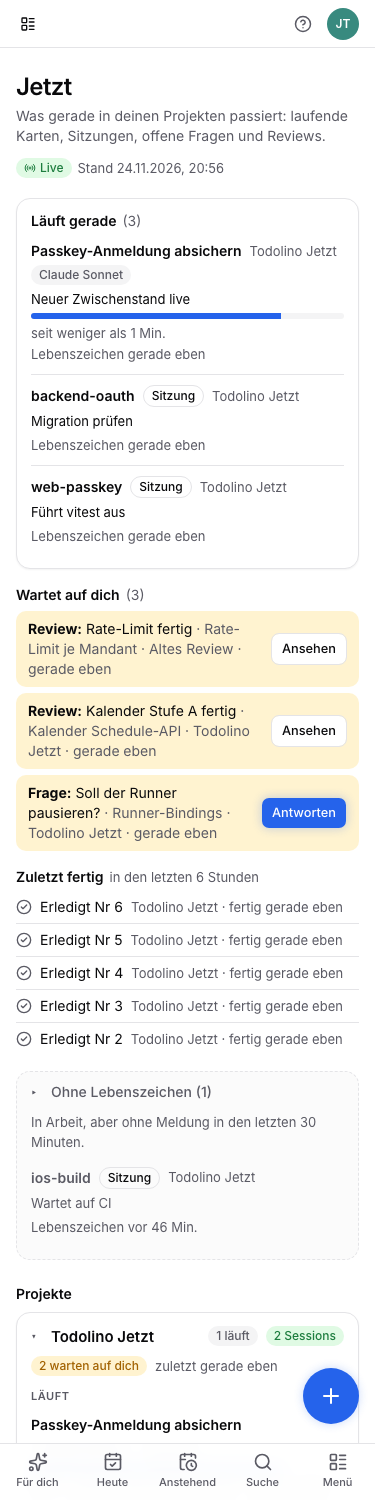 JT
Jetzt
Was gerade in deinen Projekten passiert: laufende
Karten, Sitzungen, offene Fragen und Reviews.
Live Stand 24.11.2026, 20:56
Läuft gerade (3)
Passkey-Anmeldung absichern Todolino Jetzt
Claude Sonnet
Neuer Zwischenstand live
seit weniger als 1 Min.
Lebenszeichen gerade eben
backend-oauth Sitzung Todolino Jetzt
Migration prüfen
Lebenszeichen gerade eben
web-passkey Sitzung Todolino Jetzt
Führt vitest aus
Lebenszeichen gerade eben
Wartet auf dich (3)
Review: Rate-Limit fertig · Rate-
Limit je Mandant · Altes Review ·
gerade eben
Ansehen
Review: Kalender Stufe A fertig ·
Kalender Schedule-API · Todolino
Jetzt · gerade eben
Ansehen
Frage: Soll der Runner
pausieren? · Runner-Bindings ·
Todolino Jetzt · gerade eben
Antworten
Zuletzt fertig in den letzten 6 Stunden
Erledigt Nr 6 Todolino Jetzt · fertig gerade eben
Erledigt Nr 5 Todolino Jetzt · fertig gerade eben
Erledigt Nr 4 Todolino Jetzt · fertig gerade eben
Erledigt Nr 3 Todolino Jetzt · fertig gerade eben
Erledigt Nr 2 Todolino Jetzt · fertig gerade eben
Ohne Lebenszeichen (1)
In Arbeit, aber ohne Meldung in den letzten 30
Minuten.
ios-build Sitzung Todolino Jetzt
Wartet auf CI
Lebenszeichen vor 46 Min.
Projekte
Todolino Jetzt 1 läuft 2 Sessions
2 warten auf dich zuletzt gerade eben
LÄUFT
Passkey-Anmeldung absichern
Für dich Heute Anstehend Suche Menü